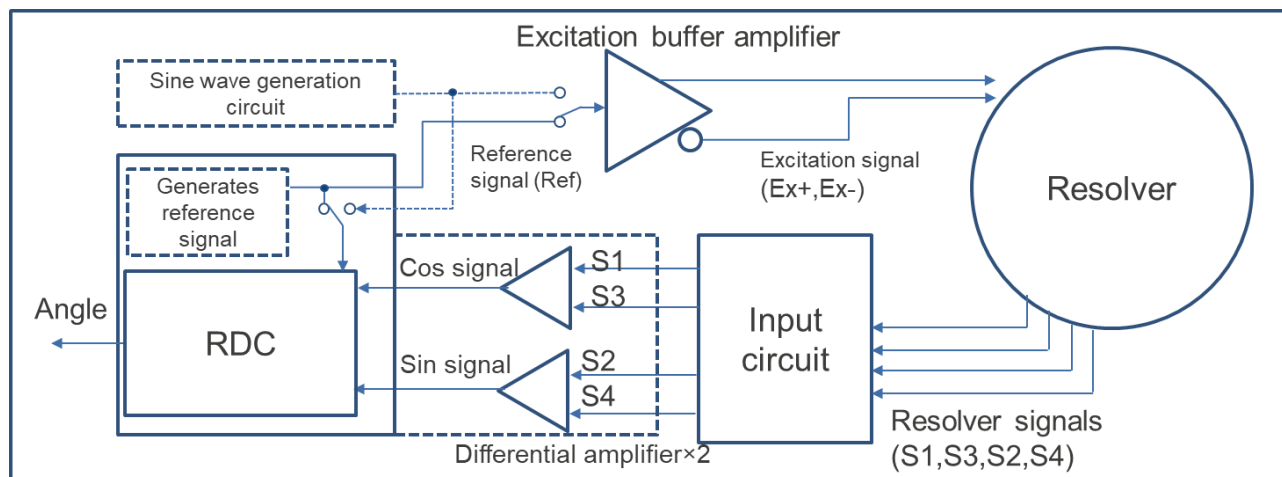 Excitation buffer amplifier
Sine wave generation
circuit
Reference
signal (Ref)
Excitation signal
(Ex+,Ex-)
Resolver
Generates
reference
signal
Cos signal
S1
S3
Angle
RDC
Input
circuit
Sin signal
S2
S4
Differential amplifier×2
Resolver signals
(S1,S3,S2,S4)